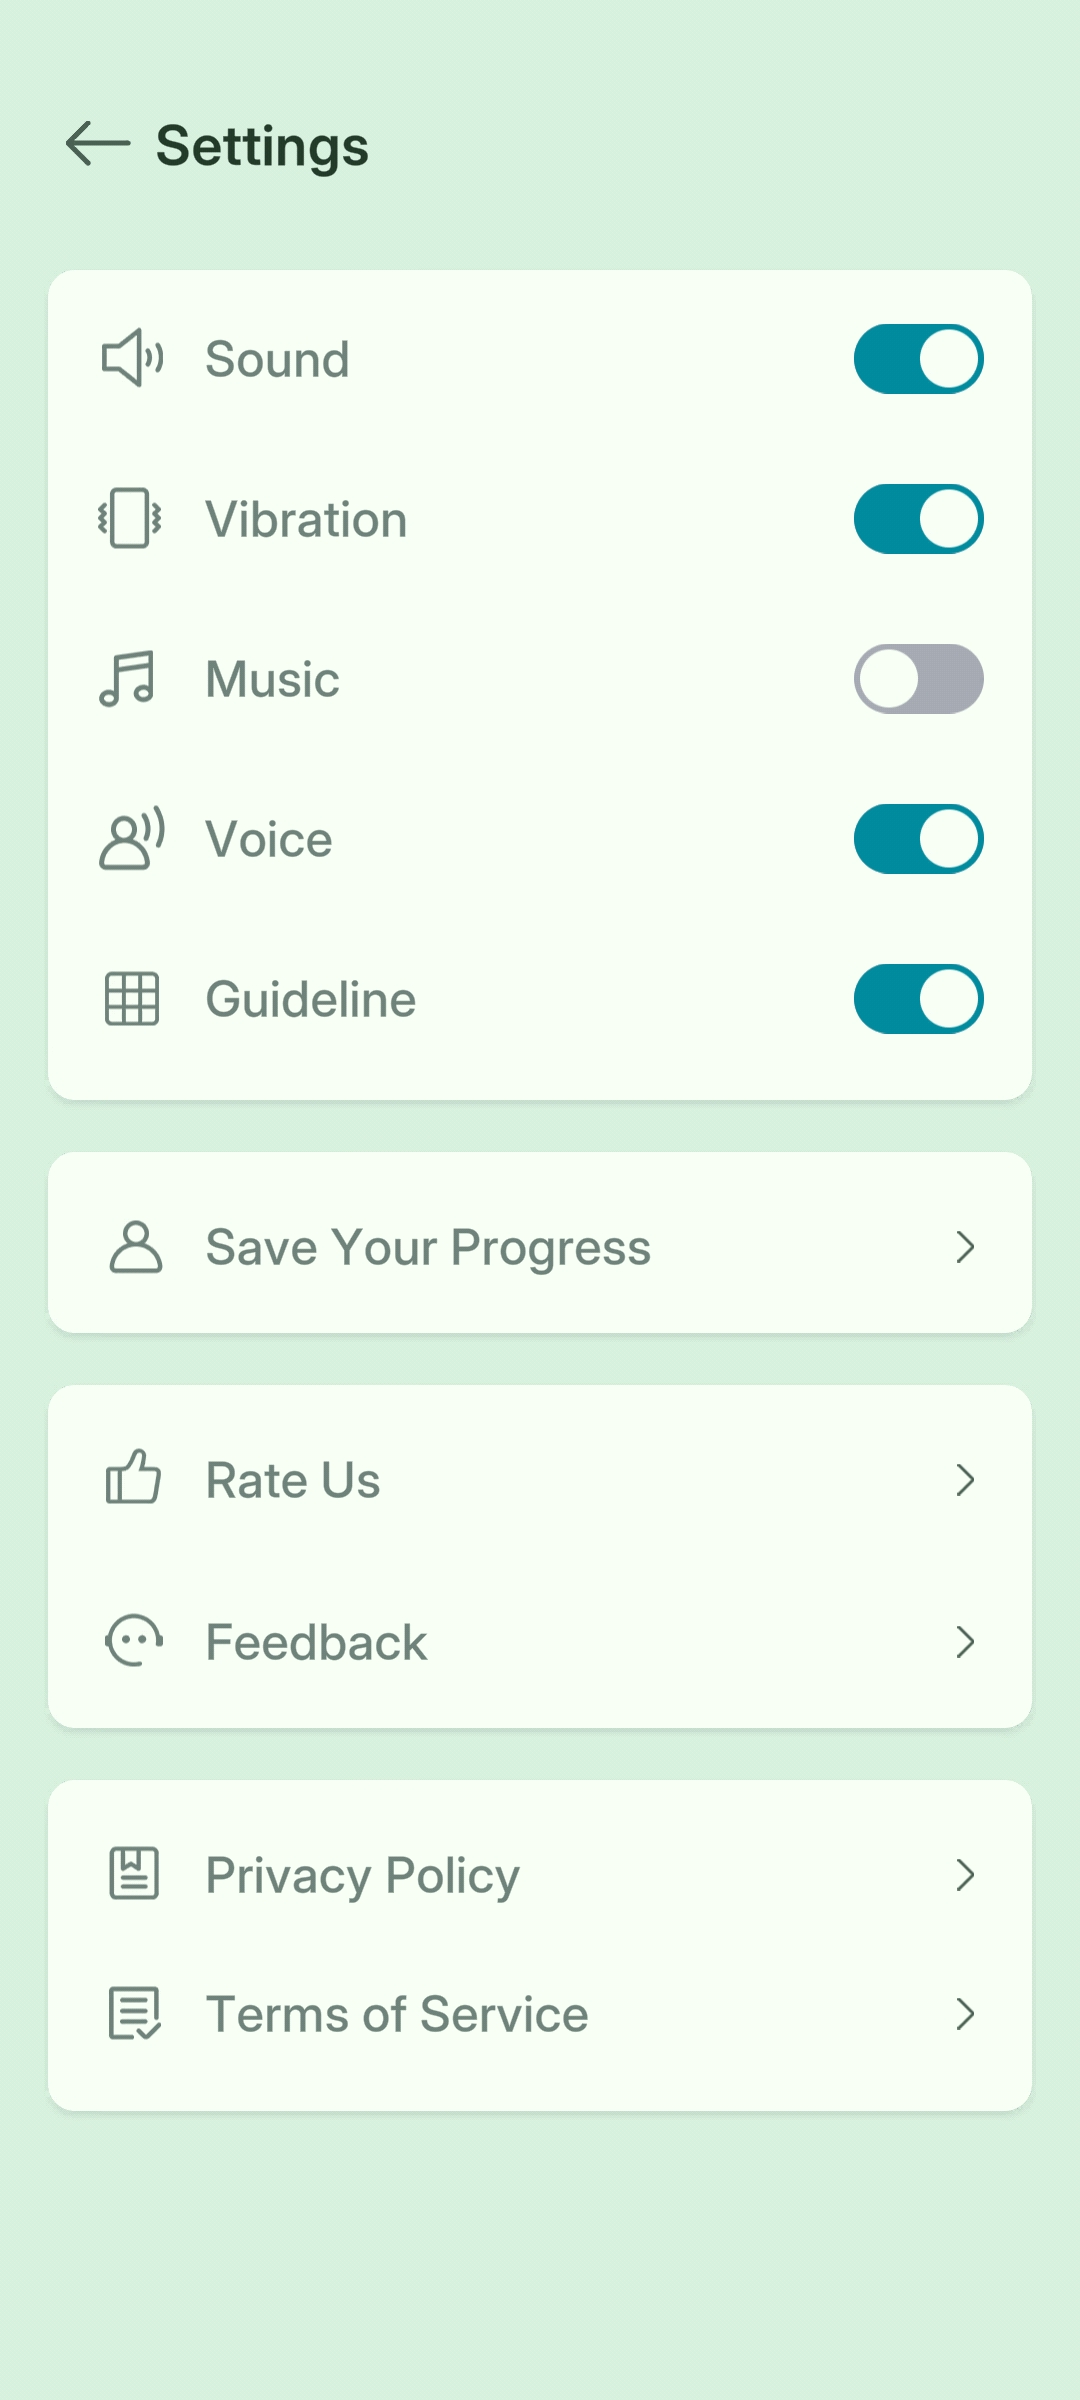 Settings
Sound
Vibration
Music
Voice
Guideline
Save Your Progress
Rate Us
Feedback
Privacy Policy
Terms of Service